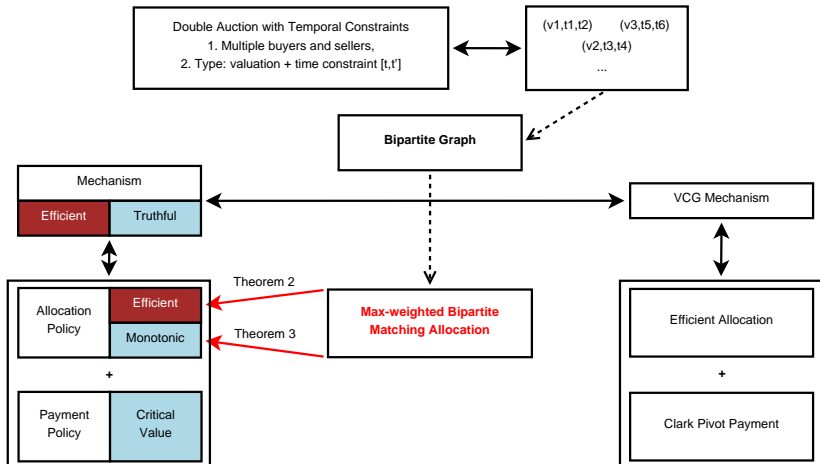 Double Auction with Temporal Constraints
1. Multiple buyers and sellers,
2. Type: valuation + time constraint [t,t']
(v1,t1,t2) (v3,t5,t6)
(v2,t3,t4)
...
Bipartite Graph
Mechanism
Efficient Truthful
VCG Mechanism
Theorem 2
Allocation
Policy
Efficient
Monotonic
Theorem 3
Max-weighted Bipartite
Matching Allocation
Efficient Allocation
+
+
Payment
Policy
Critical
Value
Clark Pivot Payment